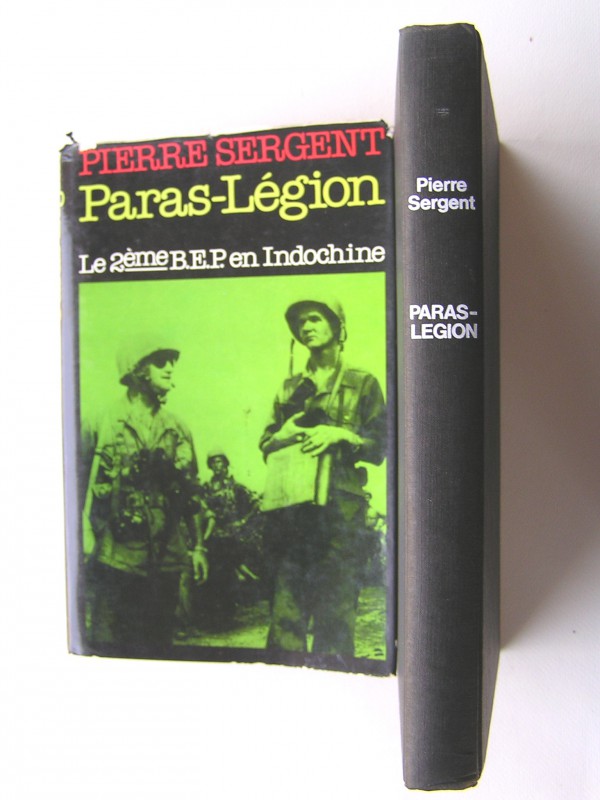 PIERRE SERGENT
Paras-Légion
Le 2ème B.E.P. en Indochine
Pierre
Sergent
PARAS-
LEGION